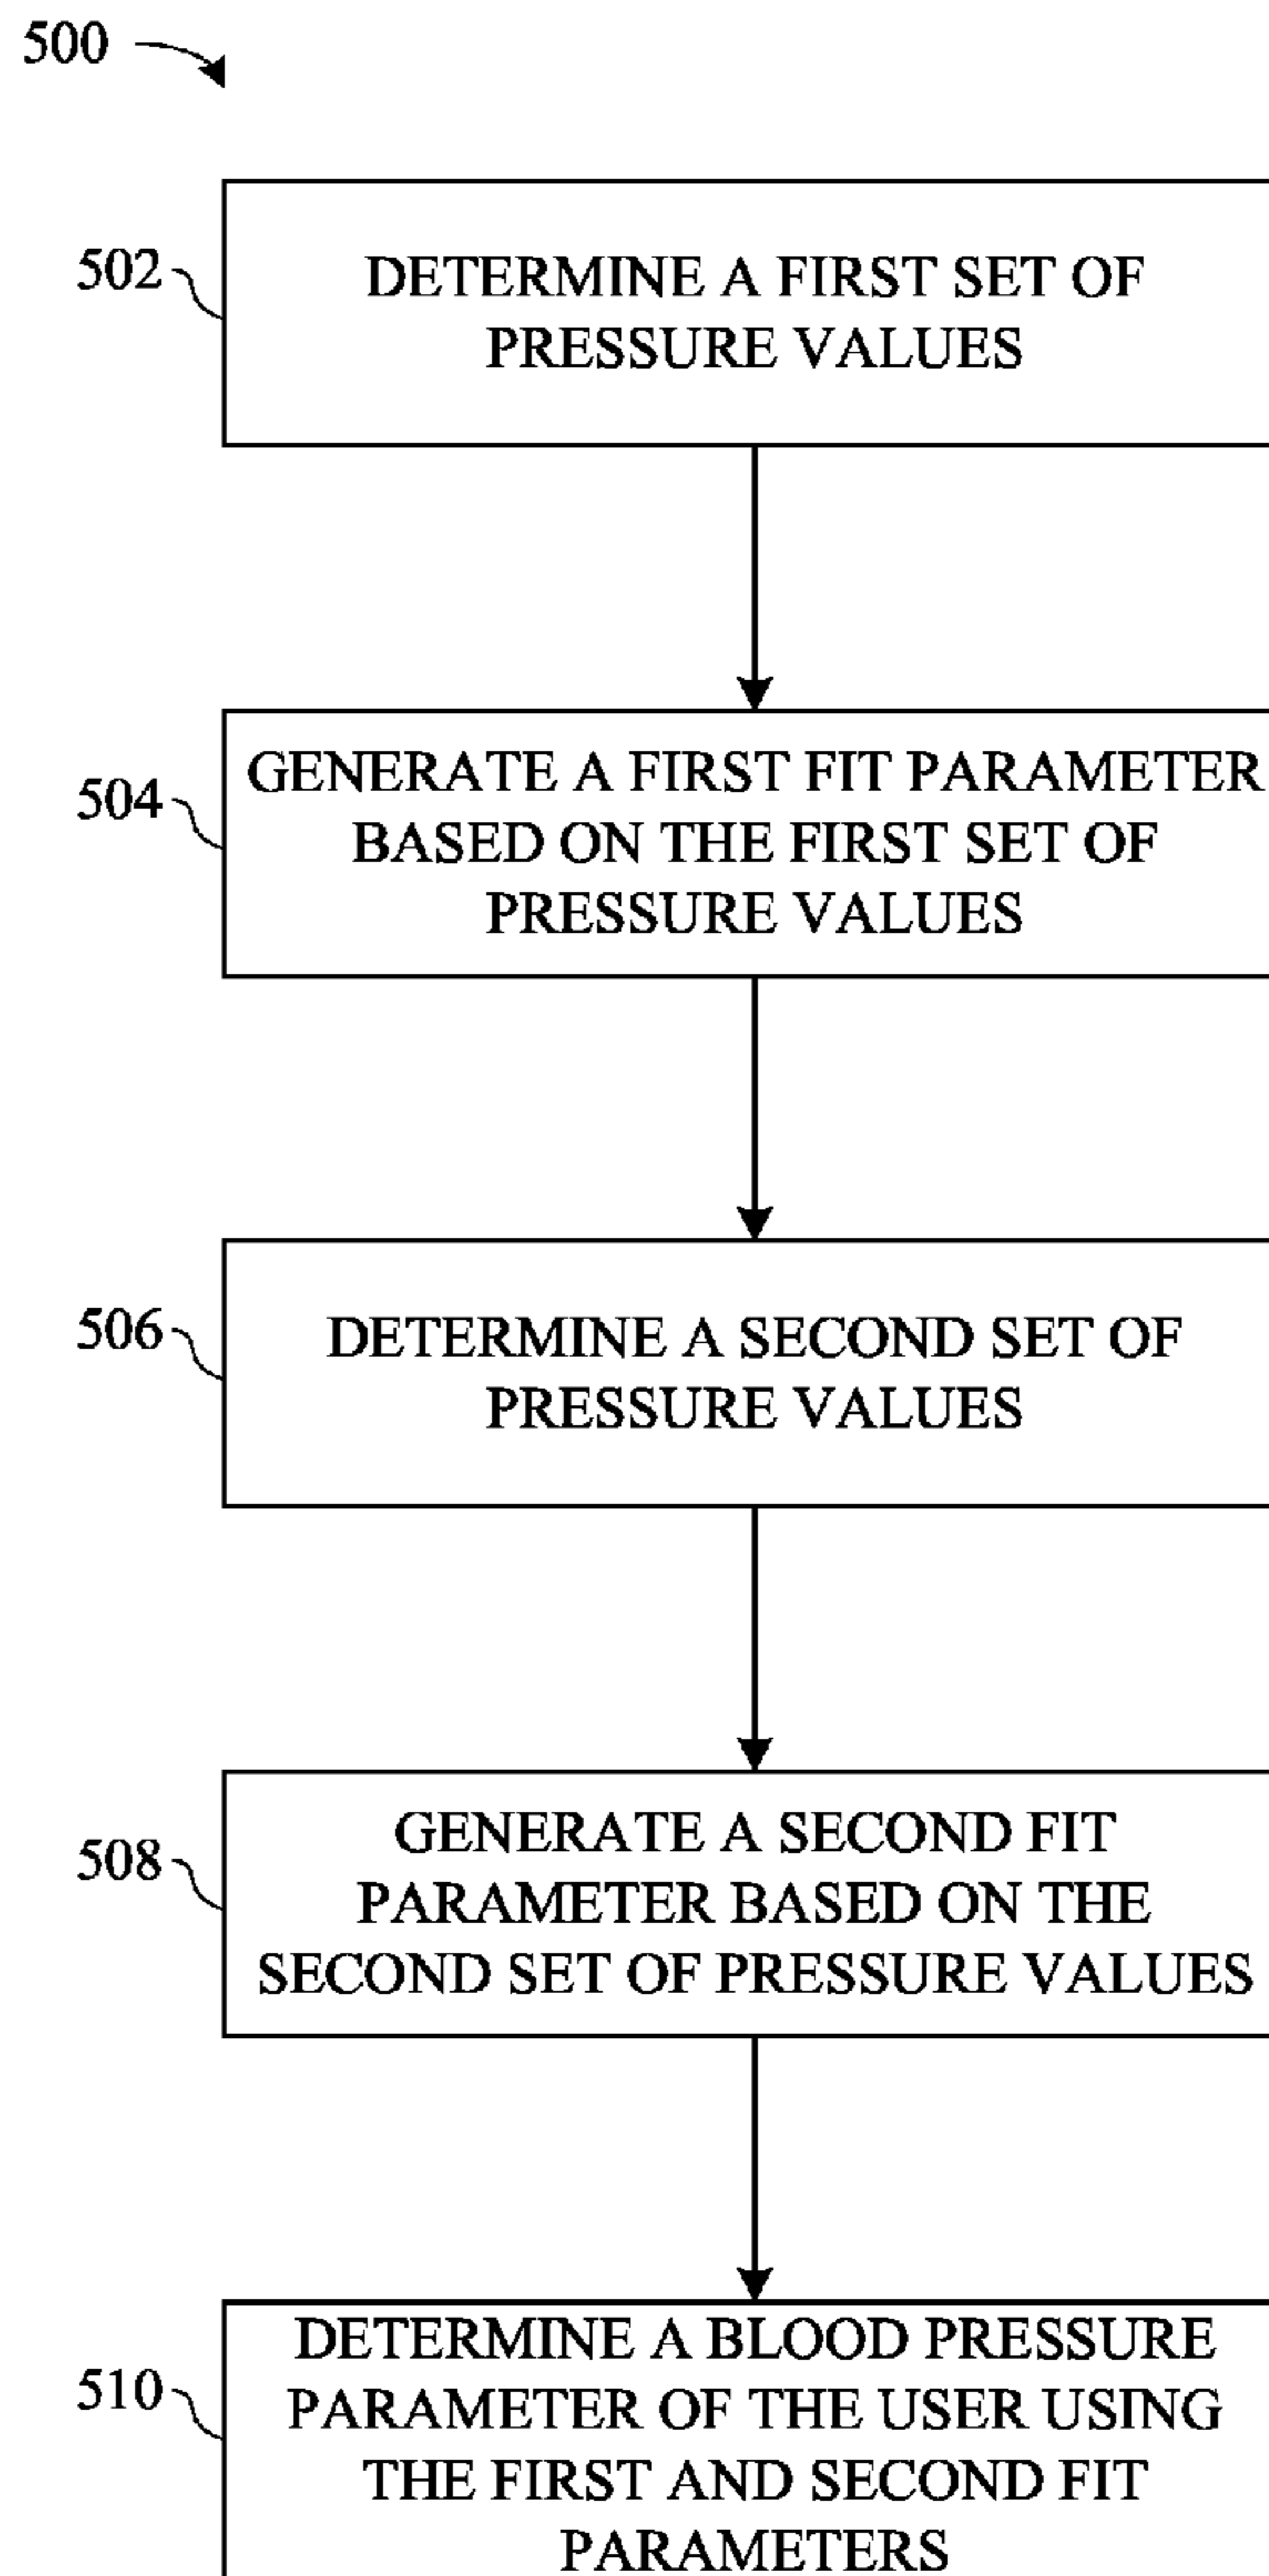 500
502
DETERMINE A FIRST SET OF
PRESSURE VALUES
504
GENERATE A FIRST FIT PARAMETER
BASED ON THE FIRST SET OF
PRESSURE VALUES
506
DETERMINE A SECOND SET OF
PRESSURE VALUES
508
GENERATE A SECOND FIT
PARAMETER BASED ON THE
SECOND SET OF PRESSURE VALUES
510
DETERMINE A BLOOD PRESSURE
PARAMETER OF THE USER USING
THE FIRST AND SECOND FIT
PARAMETERS